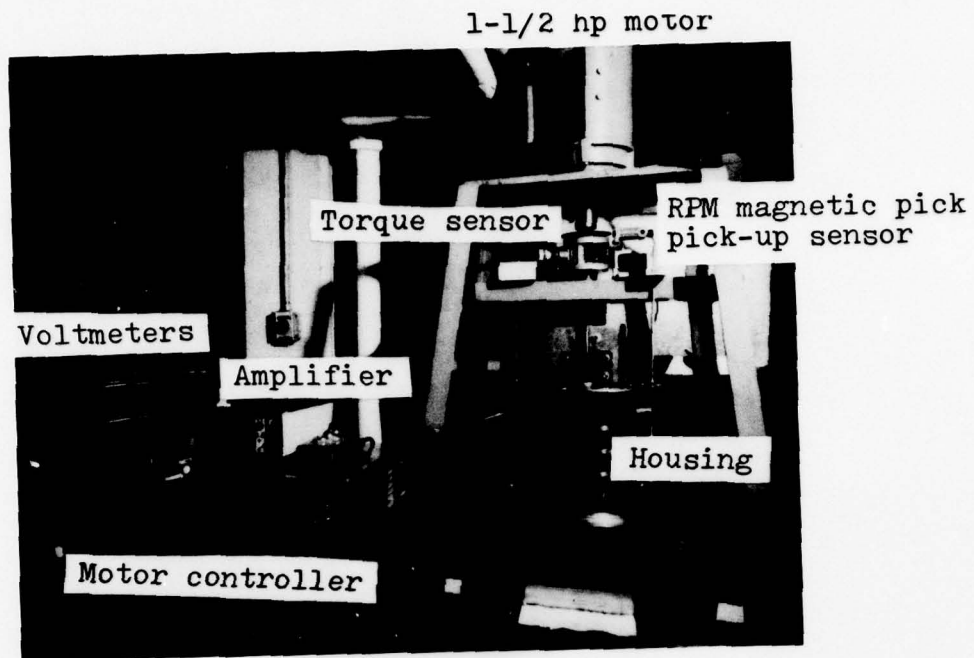 1-1/2 hp motor
Torque sensor
RPM magnetic pick
pick-up sensor
Voltmeters
Amplifier
Housing
Motor controller